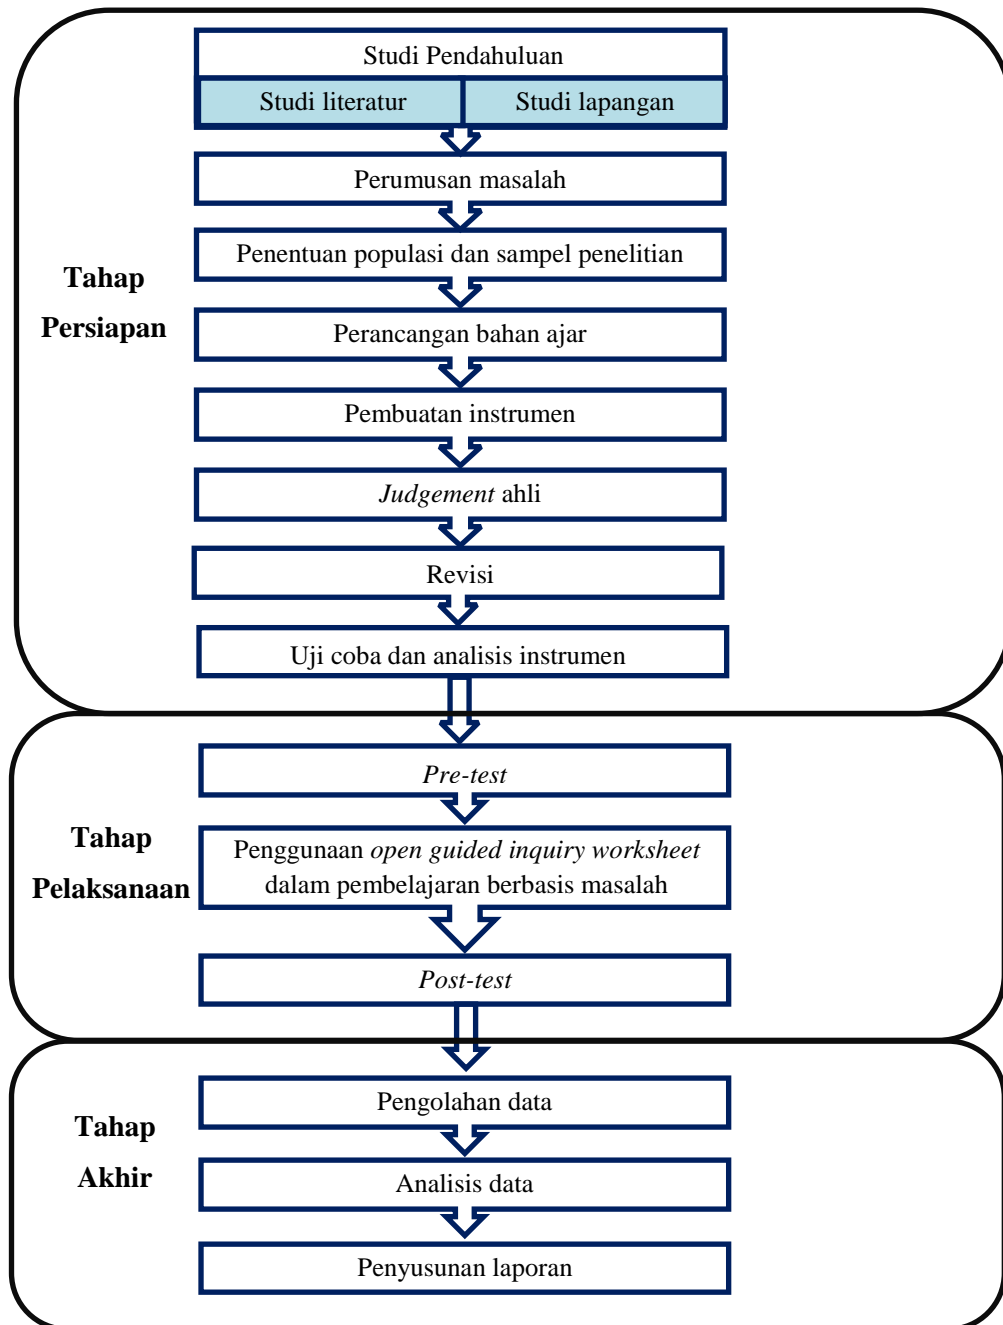 Studi Pendahuluan
Studi literatur
Studi lapangan
Perumusan masalah
Penentuan populasi dan sampel penelitian
Tahap
Persiapan
Perancangan bahan ajar
Pembuatan instrumen
Judgement ahli
Revisi
Uji coba dan analisis instrumen
Pre-test
Tahap
Pelaksanaan
Penggunaan open guided inquiry worksheet
dalam pembelajaran berbasis masalah
Post-test
Pengolahan data
Tahap
Akhir
Analisis data
Penyusunan laporan